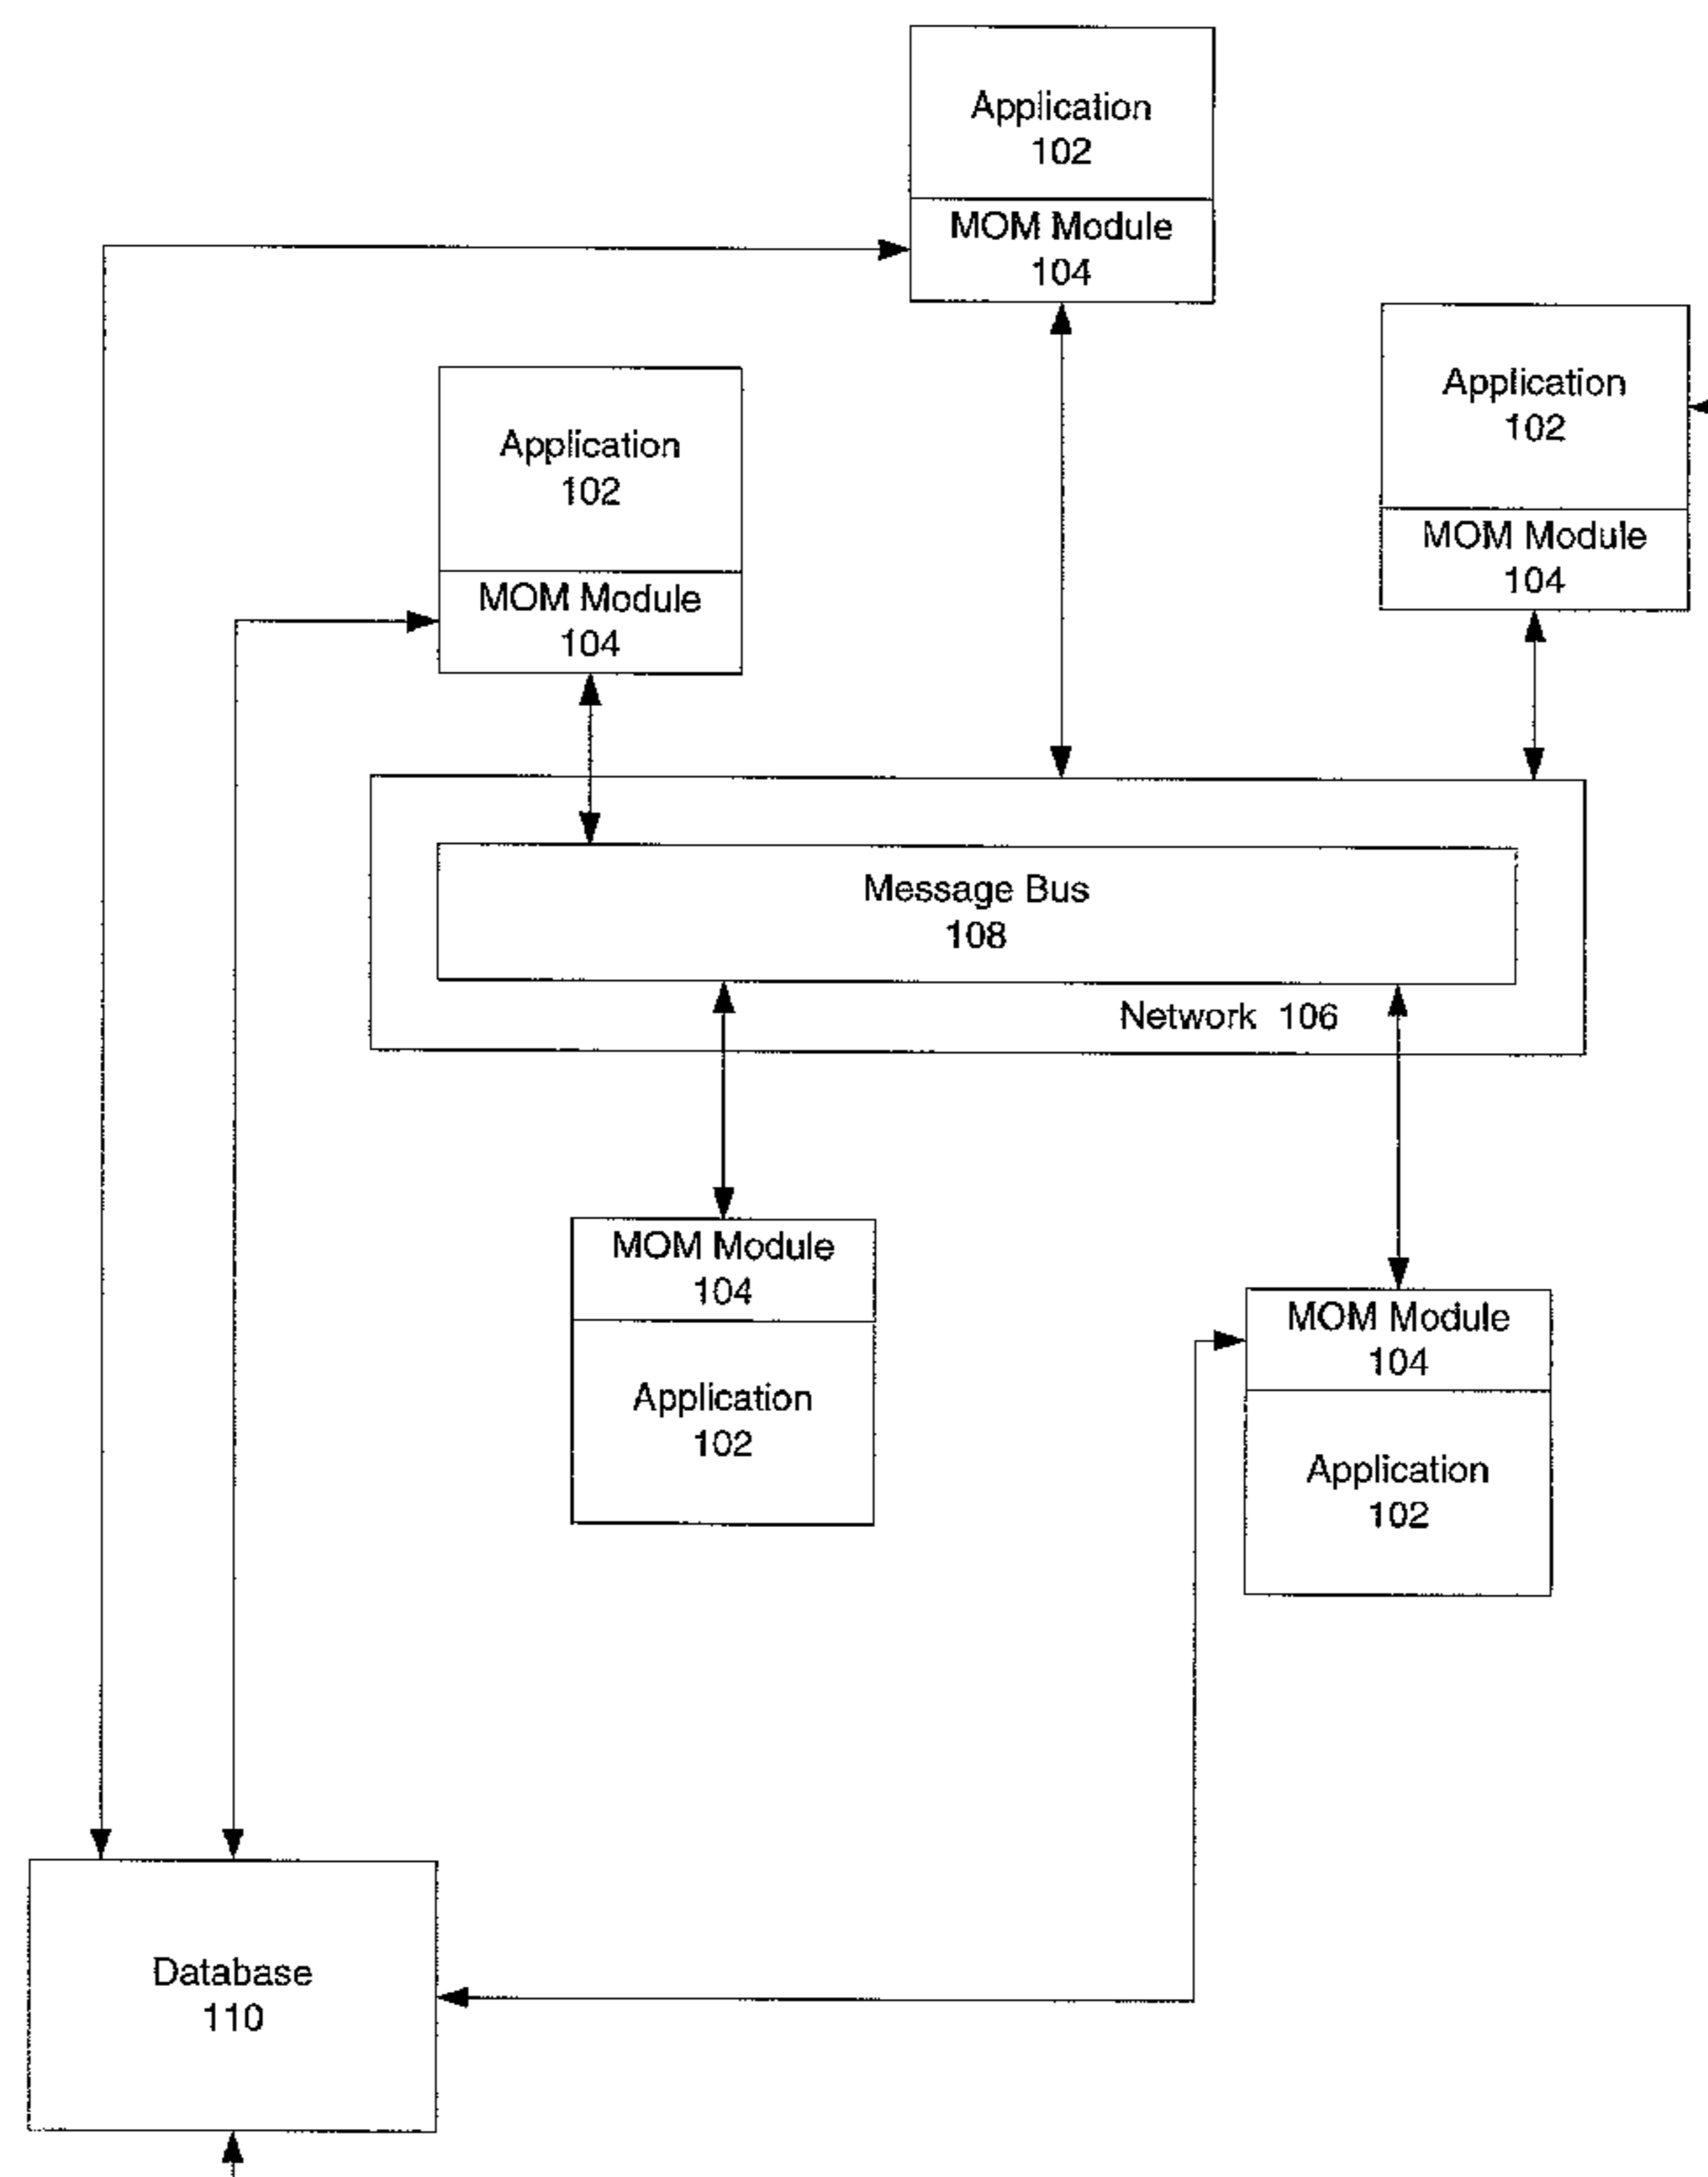 Application
102
MOM Module
104
Application
102
MOM Module
104
Application
102
MOM Module
104
Message Bus
108
Network 106
MOM Module
104
Application
102
MOM Module
104
Application
102
Database
110